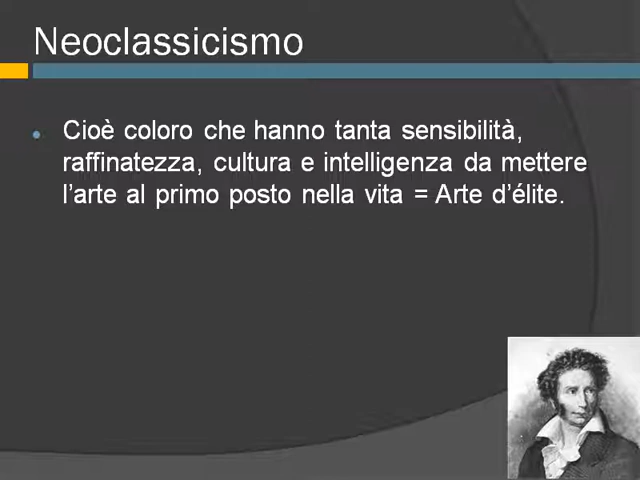 Neoclassicismo
Cioè coloro che hanno tanta sensibilità,
raffinatezza, cultura e intelligenza da mettere
l’arte al primo posto nella vita = Arte d’élite.